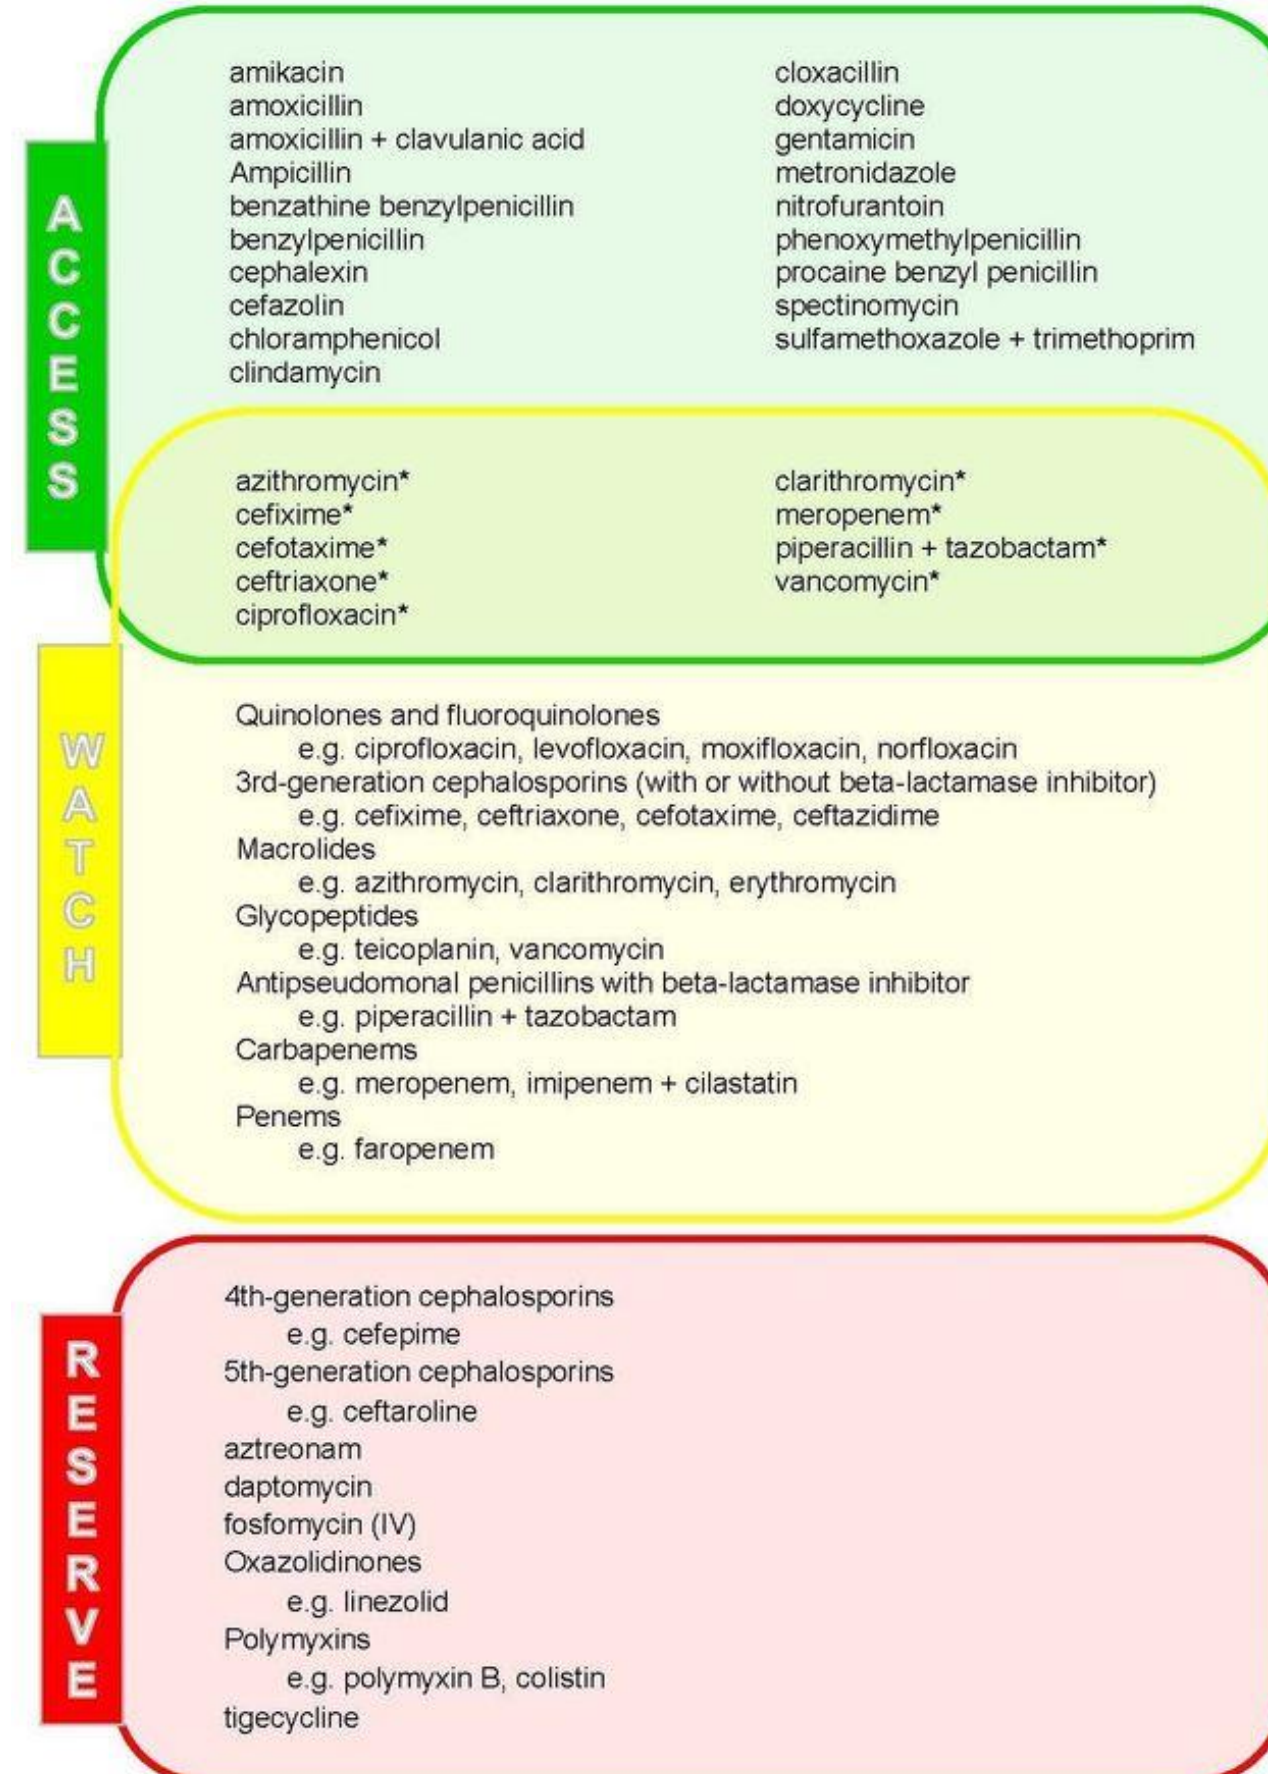 ACCESS
amikacin
amoxicillin
amoxicillin + clavulanic acid
Ampicillin
benzathine benzylpenicillin
benzylpenicillin
cephalexin
cefazolin
chloramphenicol
clindamycin
cloxacillin
doxycycline
gentamicin
metronidazole
nitrofurantoin
phenoxymethylpenicillin
procaine benzyl penicillin
spectinomycin
sulfamethoxazole + trimethoprim
azithromycin*
cefixime*
cefotaxime*
ceftriaxone*
ciprofloxacin*
clarithromycin*
meropenem*
piperacillin + tazobactam*
vancomycin*
WATCH
Quinolones and fluoroquinolones
e.g. ciprofloxacin, levofloxacin, moxifloxacin, norfloxacin
3rd-generation cephalosporins (with or without beta-lactamase inhibitor)
e.g. cefixime, ceftriaxone, cefotaxime, ceftazidime
Macrolides
e.g. azithromycin, clarithromycin, erythromycin
Glycopeptides
e.g. teicoplanin, vancomycin
Antipseudomonal penicillins with beta-lactamase inhibitor
e.g. piperacillin + tazobactam
Carbapenems
e.g. meropenem, imipenem + cilastatin
Penems
e.g. faropenem
RESERVE
4th-generation cephalosporins
e.g. cefepime
5th-generation cephalosporins
e.g. ceftaroline
aztreonam
daptomycin
fosfomycin (IV)
Oxazolidinones
e.g. linezolid
Polymyxins
e.g. polymyxin B, colistin
tigecycline